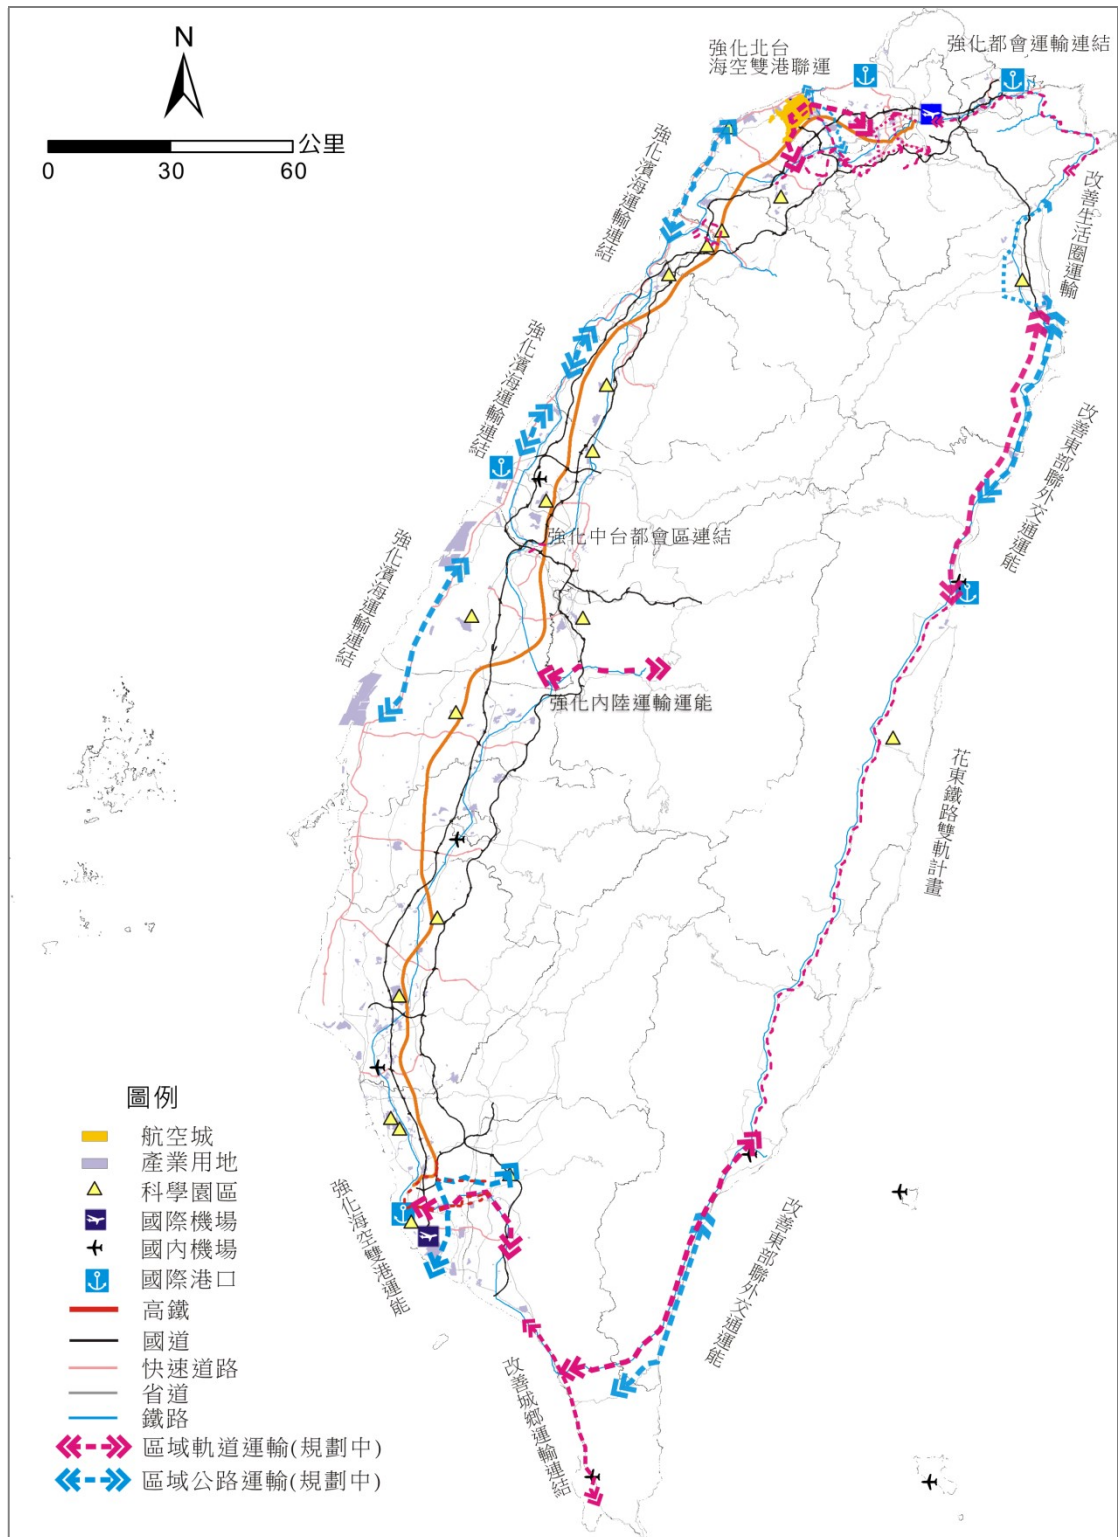 N
公里
0 30 60
強化北台
海空雙港聯運
強化都會運輸連結
強化濱海運輸連結
改善生活圈運輸
強化濱海運輸連結
改善東部聯外交通運能
強化中台都會區連結
強化濱海運輸連結
強化內陸運輸運能
花東鐵路雙軌計畫
強化海空雙港運能
改善東部聯外交通運能
改善城鄉運輸連結
圖例
航空城
產業用地
科學園區
國際機場
國內機場
國際港口
高鐵
國道
快速道路
省道
鐵路
區域軌道運輸(規劃中)
區域公路運輸(規劃中)